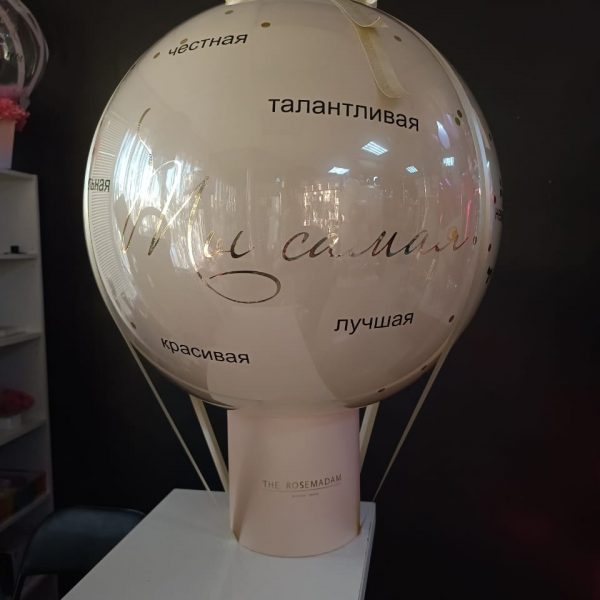 честная
талантливая
Ты самая
лучшая
красивая
THE ROSEMADAM